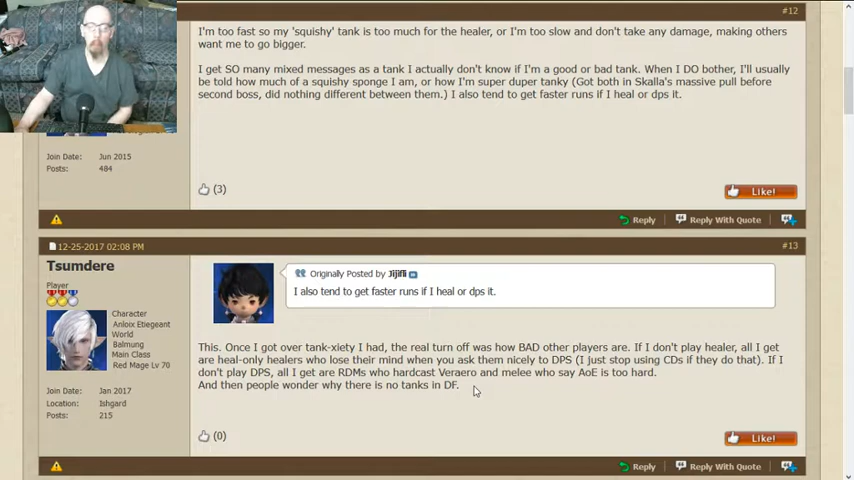 #12
I'm too fast so my 'squishy' tank is too much for the healer, or I'm too slow and don't take any damage, making others
want me to go bigger.
I get SO many mixed messages as a tank I actually don't know if I'm a good or bad tank. When I DO bother, I'll usually
be told how much of a squishy sponge I am, or how I'm super duper tanky (Got both in Skalla's massive pull before
second boss, did nothing different between them.) I also tend to get faster runs if I heal or dps it.
Join Date: Jun 2015
Posts: 484
(3)
Like!
Reply Reply With Quote
12-25-2017 02:08 PM #13
Tsumdere
Player
Character
Anloix Etiegeant
World
Balmung
Main Class
Red Mage Lv 70
Join Date: Jan 2017
Location: Ishgard
Posts: 215
Originally Posted by Jijifli
I also tend to get faster runs if I heal or dps it.
This. Once I got over tank-xiety I had, the real turn off was how BAD other players are. If I don't play healer, all I get
are heal-only healers who lose their mind when you ask them nicely to DPS (I just stop using CDs if they do that). If I
don't play DPS, all I get are RDMs who hardcast Veraero and melee who say AoE is too hard.
And then people wonder why there is no tanks in DF.
(0)
Like!
Reply Reply With Quote